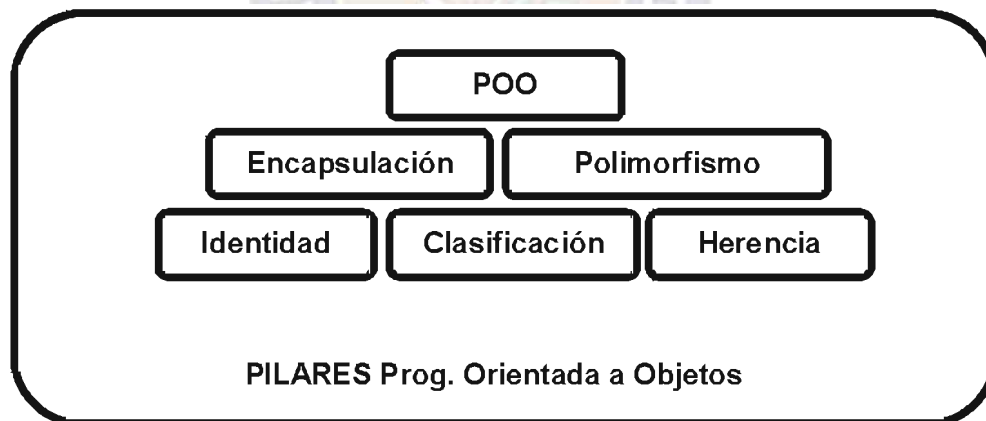 POO
Encapsulación Polimorfismo
Identidad Clasificación Herencia
PILARES Prog. Orientada a Objetos